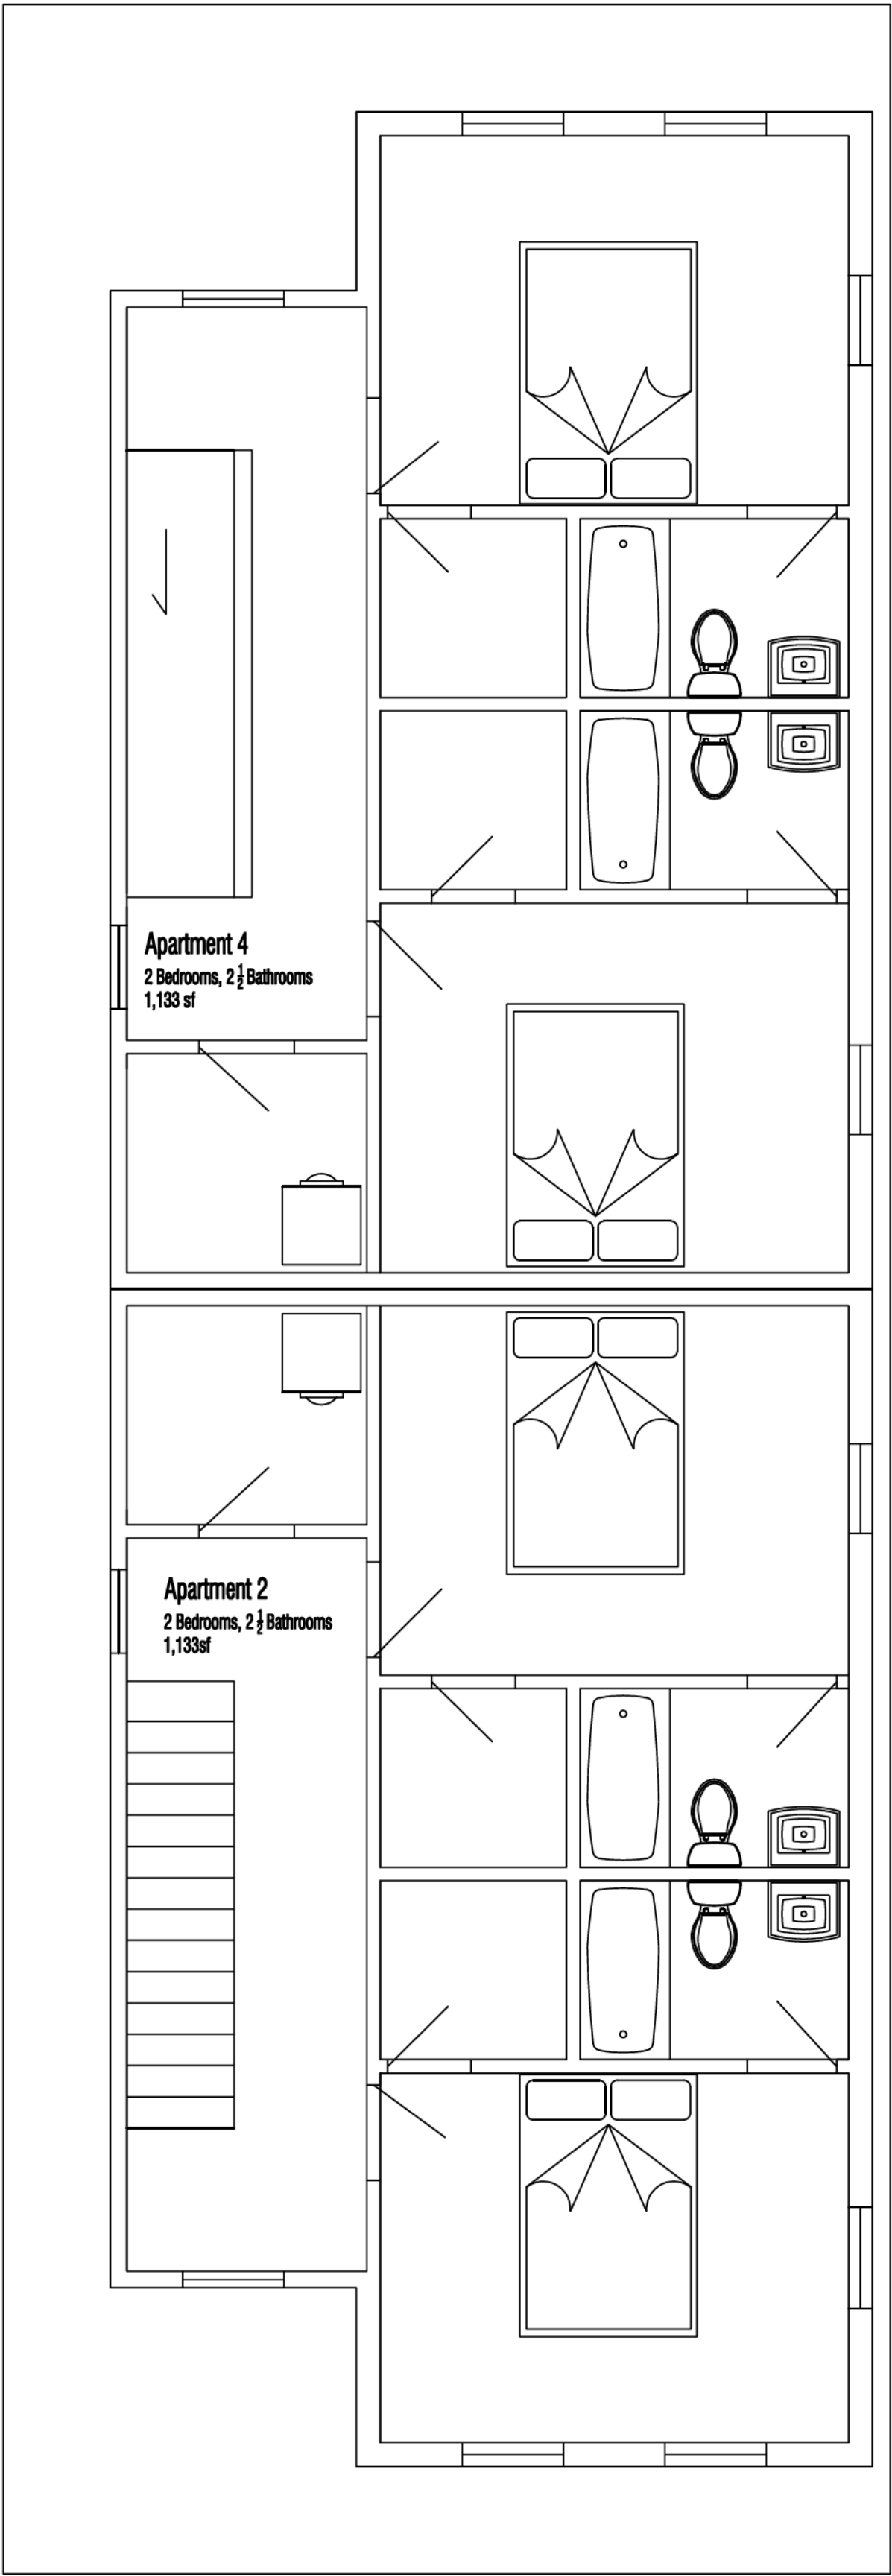 Apartment 4
2 Bedrooms, 2 ½ Bathrooms
1,133 sf
Apartment 2
2 Bedrooms, 2 ½ Bathrooms
1,133sf